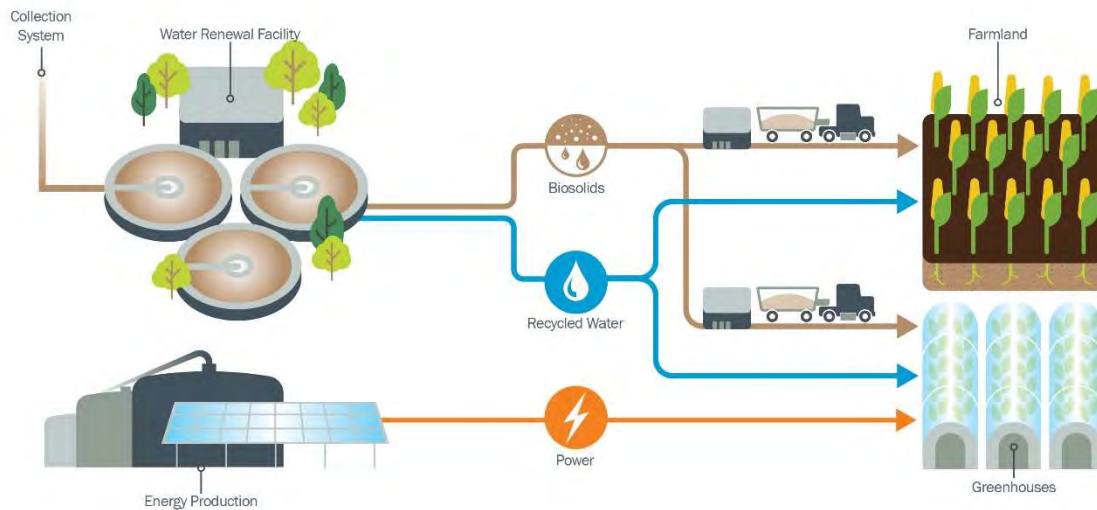 Collection
System
Water Renewal Facility
Farmland
Biosolids
Recycled Water
Power
Energy Production
Greenhouses